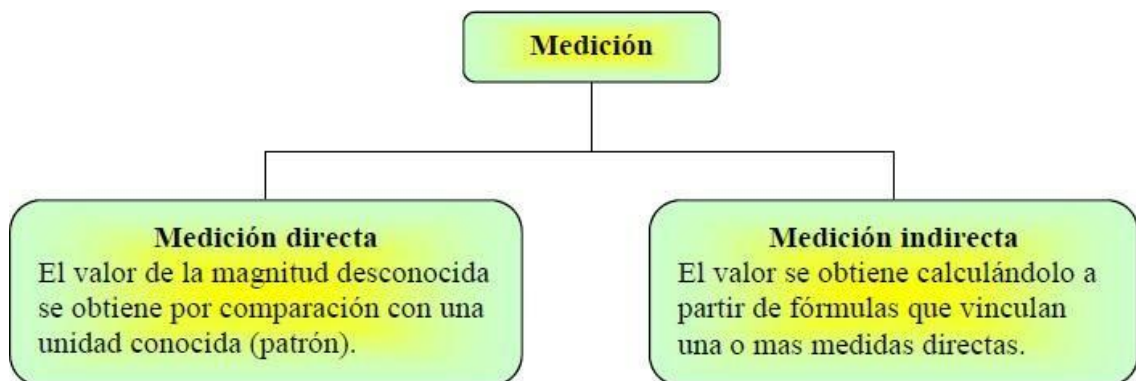 Medición
Medición directa
El valor de la magnitud desconocida
se obtiene por comparación con una
unidad conocida (patrón).
Medición indirecta
El valor se obtiene calculándolo a
partir de fórmulas que vinculan
una o mas medidas directas.